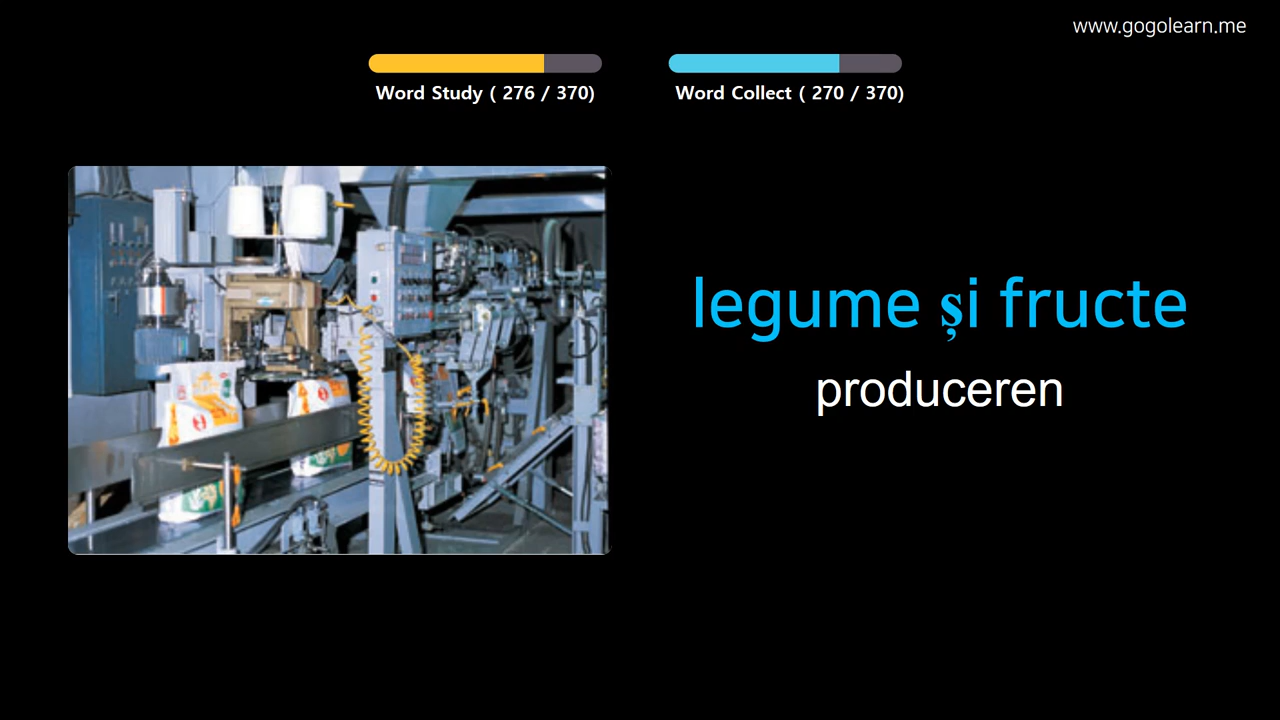 www.gogolearn.me
Word Study ( 276 / 370)
Word Collect ( 270 / 370)
legume și fructe
produceren